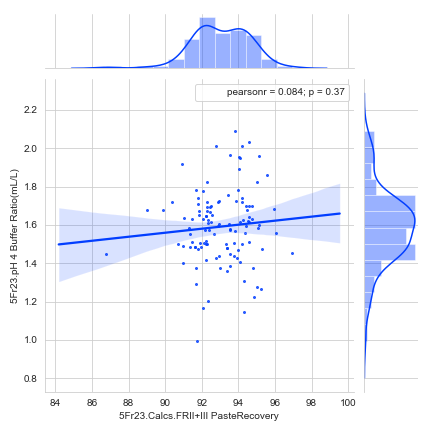 pearsonr = 0.084; p = 0.37
2.2
2.0
1.8
1.6
1.4
1.2
1.0
0.8
5Fr23.pH 4 Buffer Ratio(mL/L)
84 86 88 90 92 94 96 98 100
5Fr23.Calcs.FRII+III PasteRecovery